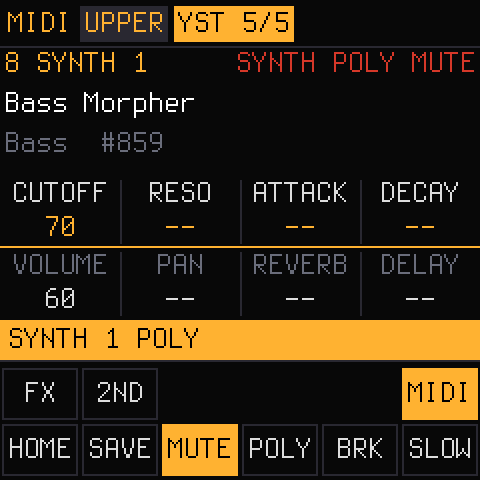 MIDI UPPER YST 5/5
8 SYNTH 1 SYNTH POLY MUTE
Bass Morpher
Bass #859
CUTOFF RESO ATTACK DECAY
70 -- -- --
VOLUME PAN REVERB DELAY
60 -- -- --
SYNTH 1 POLY
FX 2ND MIDI
HOME SAVE MUTE POLY BRK SLOW